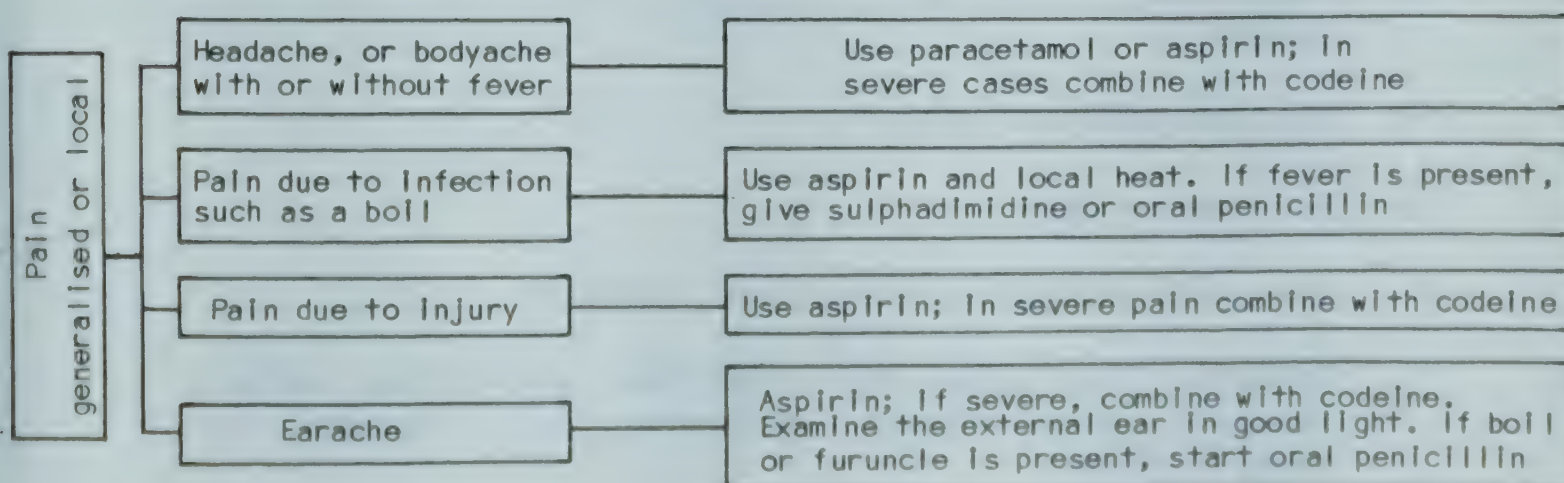 Pain
generalised or local
Headache, or bodyache
with or without fever
Use paracetamol or aspirin; in
severe cases combine with codeine
Pain due to infection
such as a boil
Use aspirin and local heat. If fever is present,
give sulphadimidine or oral penicillin
Pain due to injury
Use aspirin; in severe pain combine with codeine
Earache
Aspirin; if severe, combine with codeine.
Examine the external ear in good light. If boil
or furuncle is present, start oral penicillin